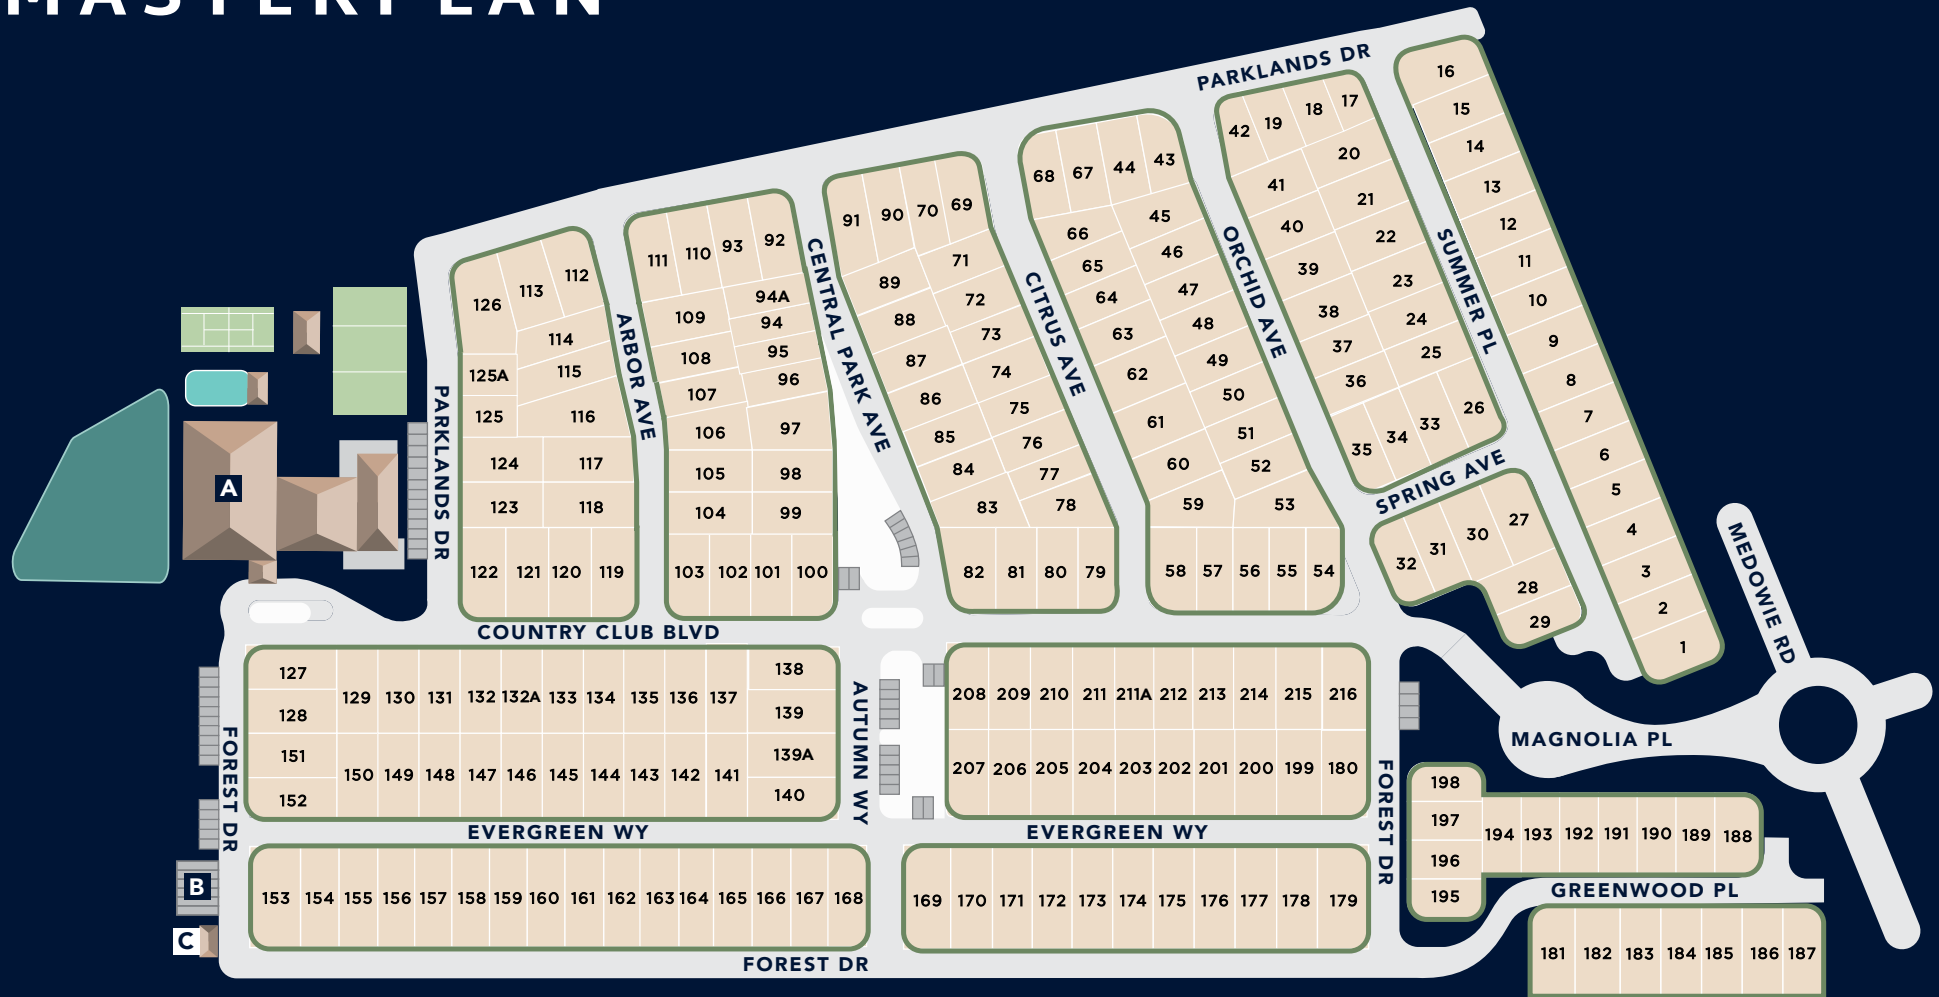 MASTERPLAN
PARKLANDS DR
16
15
14
13
12
11
10
9
8
7
6
5
4
3
2
1
42 19 18 17
41 20
40 21
39 22
38 23
37 24
36 25
35 34 33 26
SUMMER PL
68 67 44 43
66 45
65 46
64 47
63 48
62 49
61 50
60 51
59 52
53
58 57 56 55 54
ORCHID AVE
SPRING AVE
32 31 30 27
28
29
91 90 70 69
89 71
88 72
87 73
86 74
85 75
84 76
83 77
78
82 81 80 79
CITRUS AVE
CENTRAL PARK AVE
111 110 93 92
109 94A
108 94
107 95
106 96
105 97
104 98
99
103 102 101 100
ARBOR AVE
126 113 112
114
125A 115
125 116
124 117
123 118
122 121 120 119
PARKLANDS DR
A
COUNTRY CLUB BLVD
127 129 130 131 132 132A 133 134 135 136 137 138
128 139
151 150 149 148 147 146 145 144 143 142 141 139A
152 140
AUTUMN WY
208 209 210 211 211A 212 213 214 215 216
207 206 205 204 203 202 201 200 199 180
MEDOWIE RD
MAGNOLIA PL
FOREST DR
FOREST DR
EVERGREEN WY
EVERGREEN WY
198
197
196
195
194 193 192 191 190 189 188
GREENWOOD PL
B
C
153 154 155 156 157 158 159 160 161 162 163 164 165 166 167 168
169 170 171 172 173 174 175 176 177 178 179
181 182 183 184 185 186 187
FOREST DR